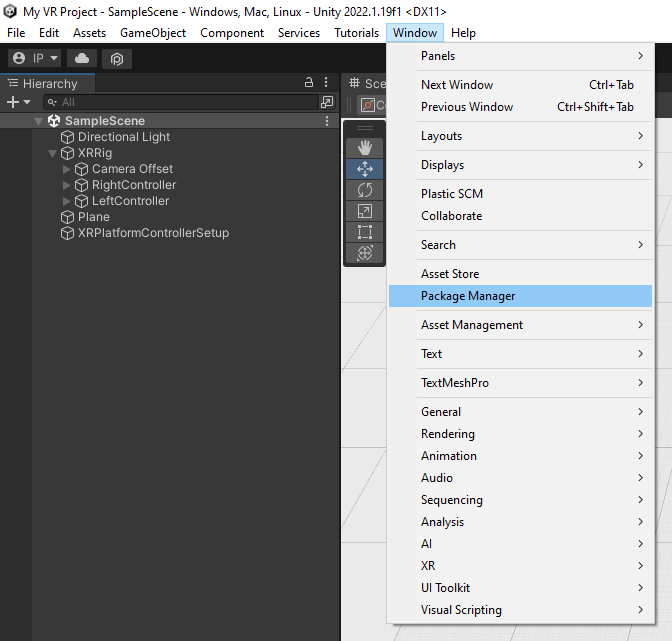 My VR Project - SampleScene - Windows, Mac, Linux - Unity 2022.1.19f1 <DX11>
File Edit Assets GameObject Component Services Tutorials Window Help
IP
Hierarchy
All
SampleScene
Directional Light
XRRig
Camera Offset
RightController
LeftController
Plane
XRPlatformControllerSetup
Sce
C
Panels
Next Window Ctrl+Tab
Previous Window Ctrl+Shift+Tab
Layouts
Displays
Plastic SCM
Collaborate
Search
Asset Store
Package Manager
Asset Management
Text
TextMeshPro
General
Rendering
Animation
Audio
Sequencing
Analysis
AI
XR
UI Toolkit
Visual Scripting